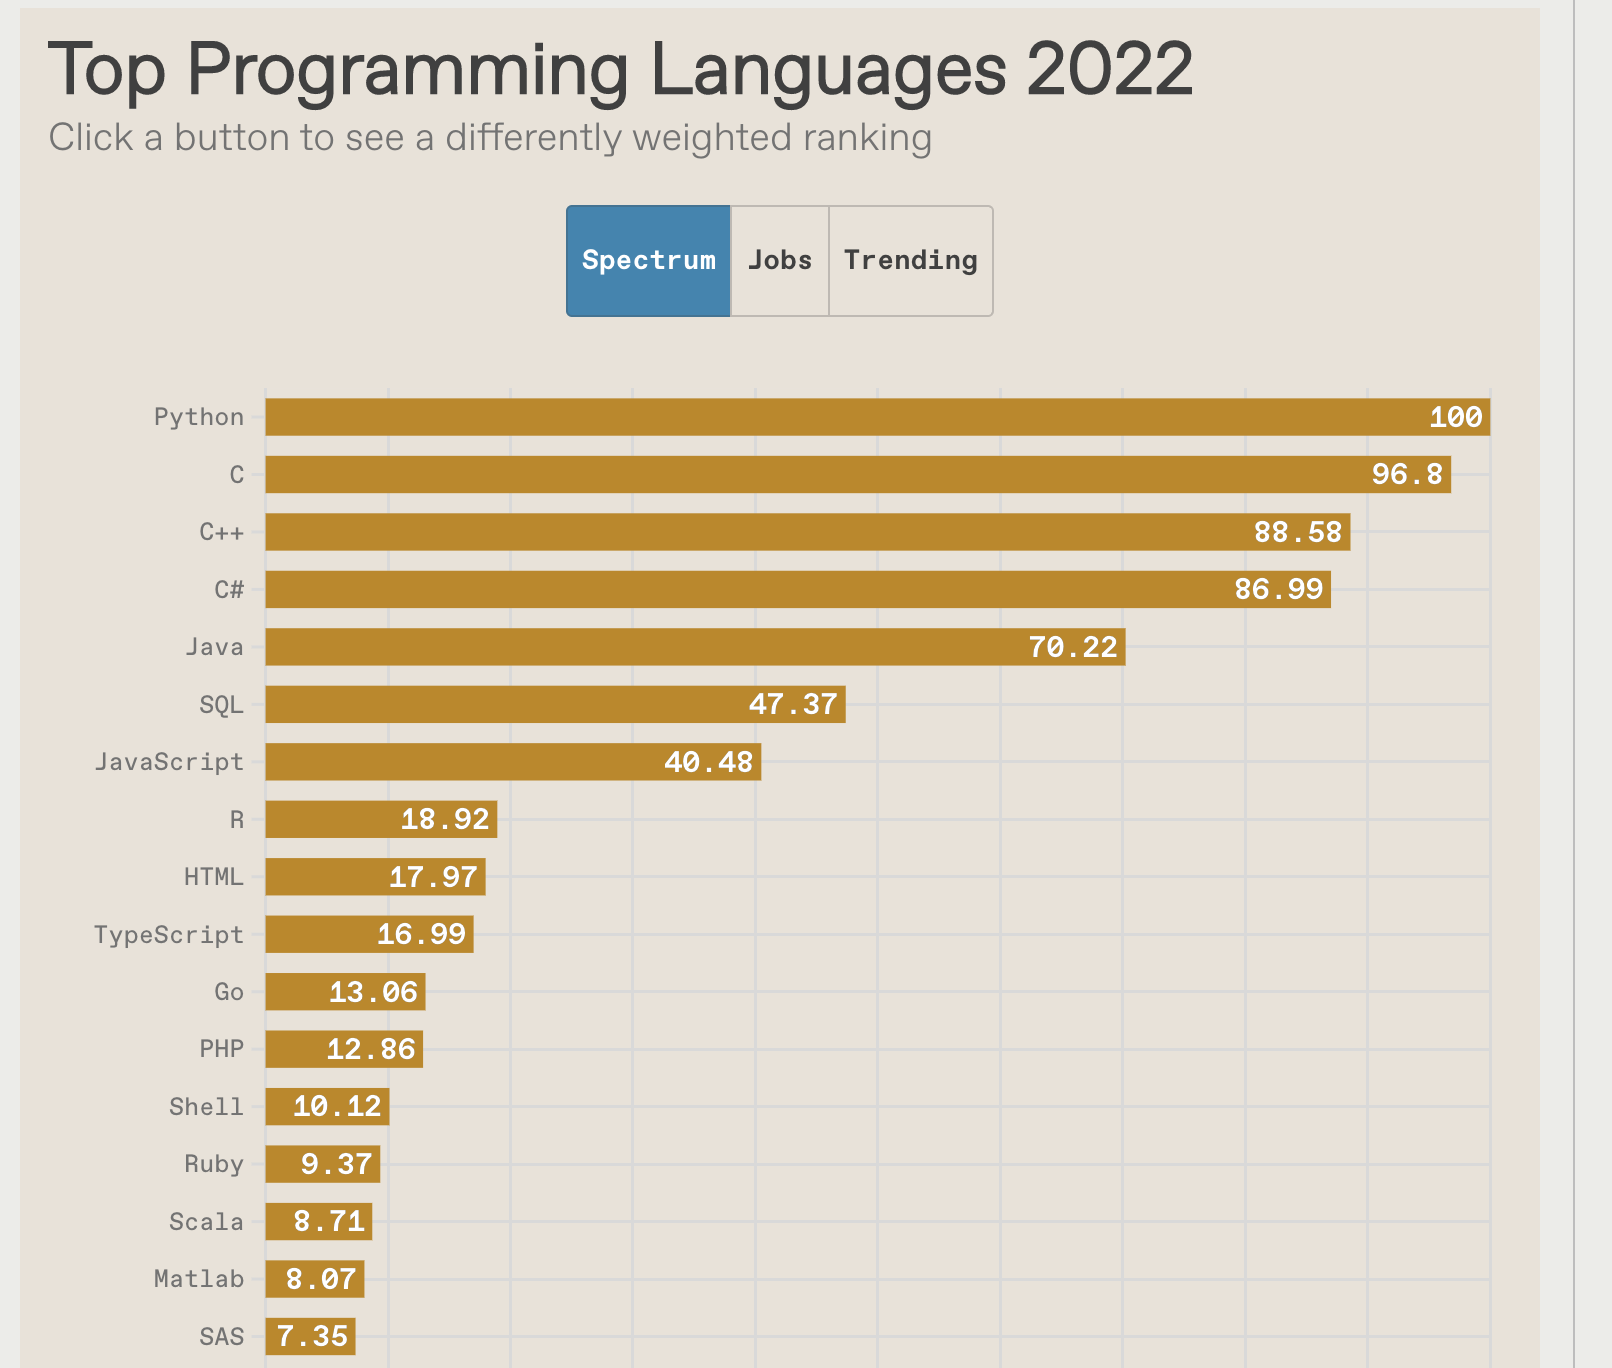 Top Programming Languages 2022
Click a button to see a differently weighted ranking
Spectrum Jobs Trending
Python 100
C 96.8
C++ 88.58
C# 86.99
Java 70.22
SQL 47.37
JavaScript 40.48
R 18.92
HTML 17.97
TypeScript 16.99
Go 13.06
PHP 12.86
Shell 10.12
Ruby 9.37
Scala 8.71
Matlab 8.07
SAS 7.35